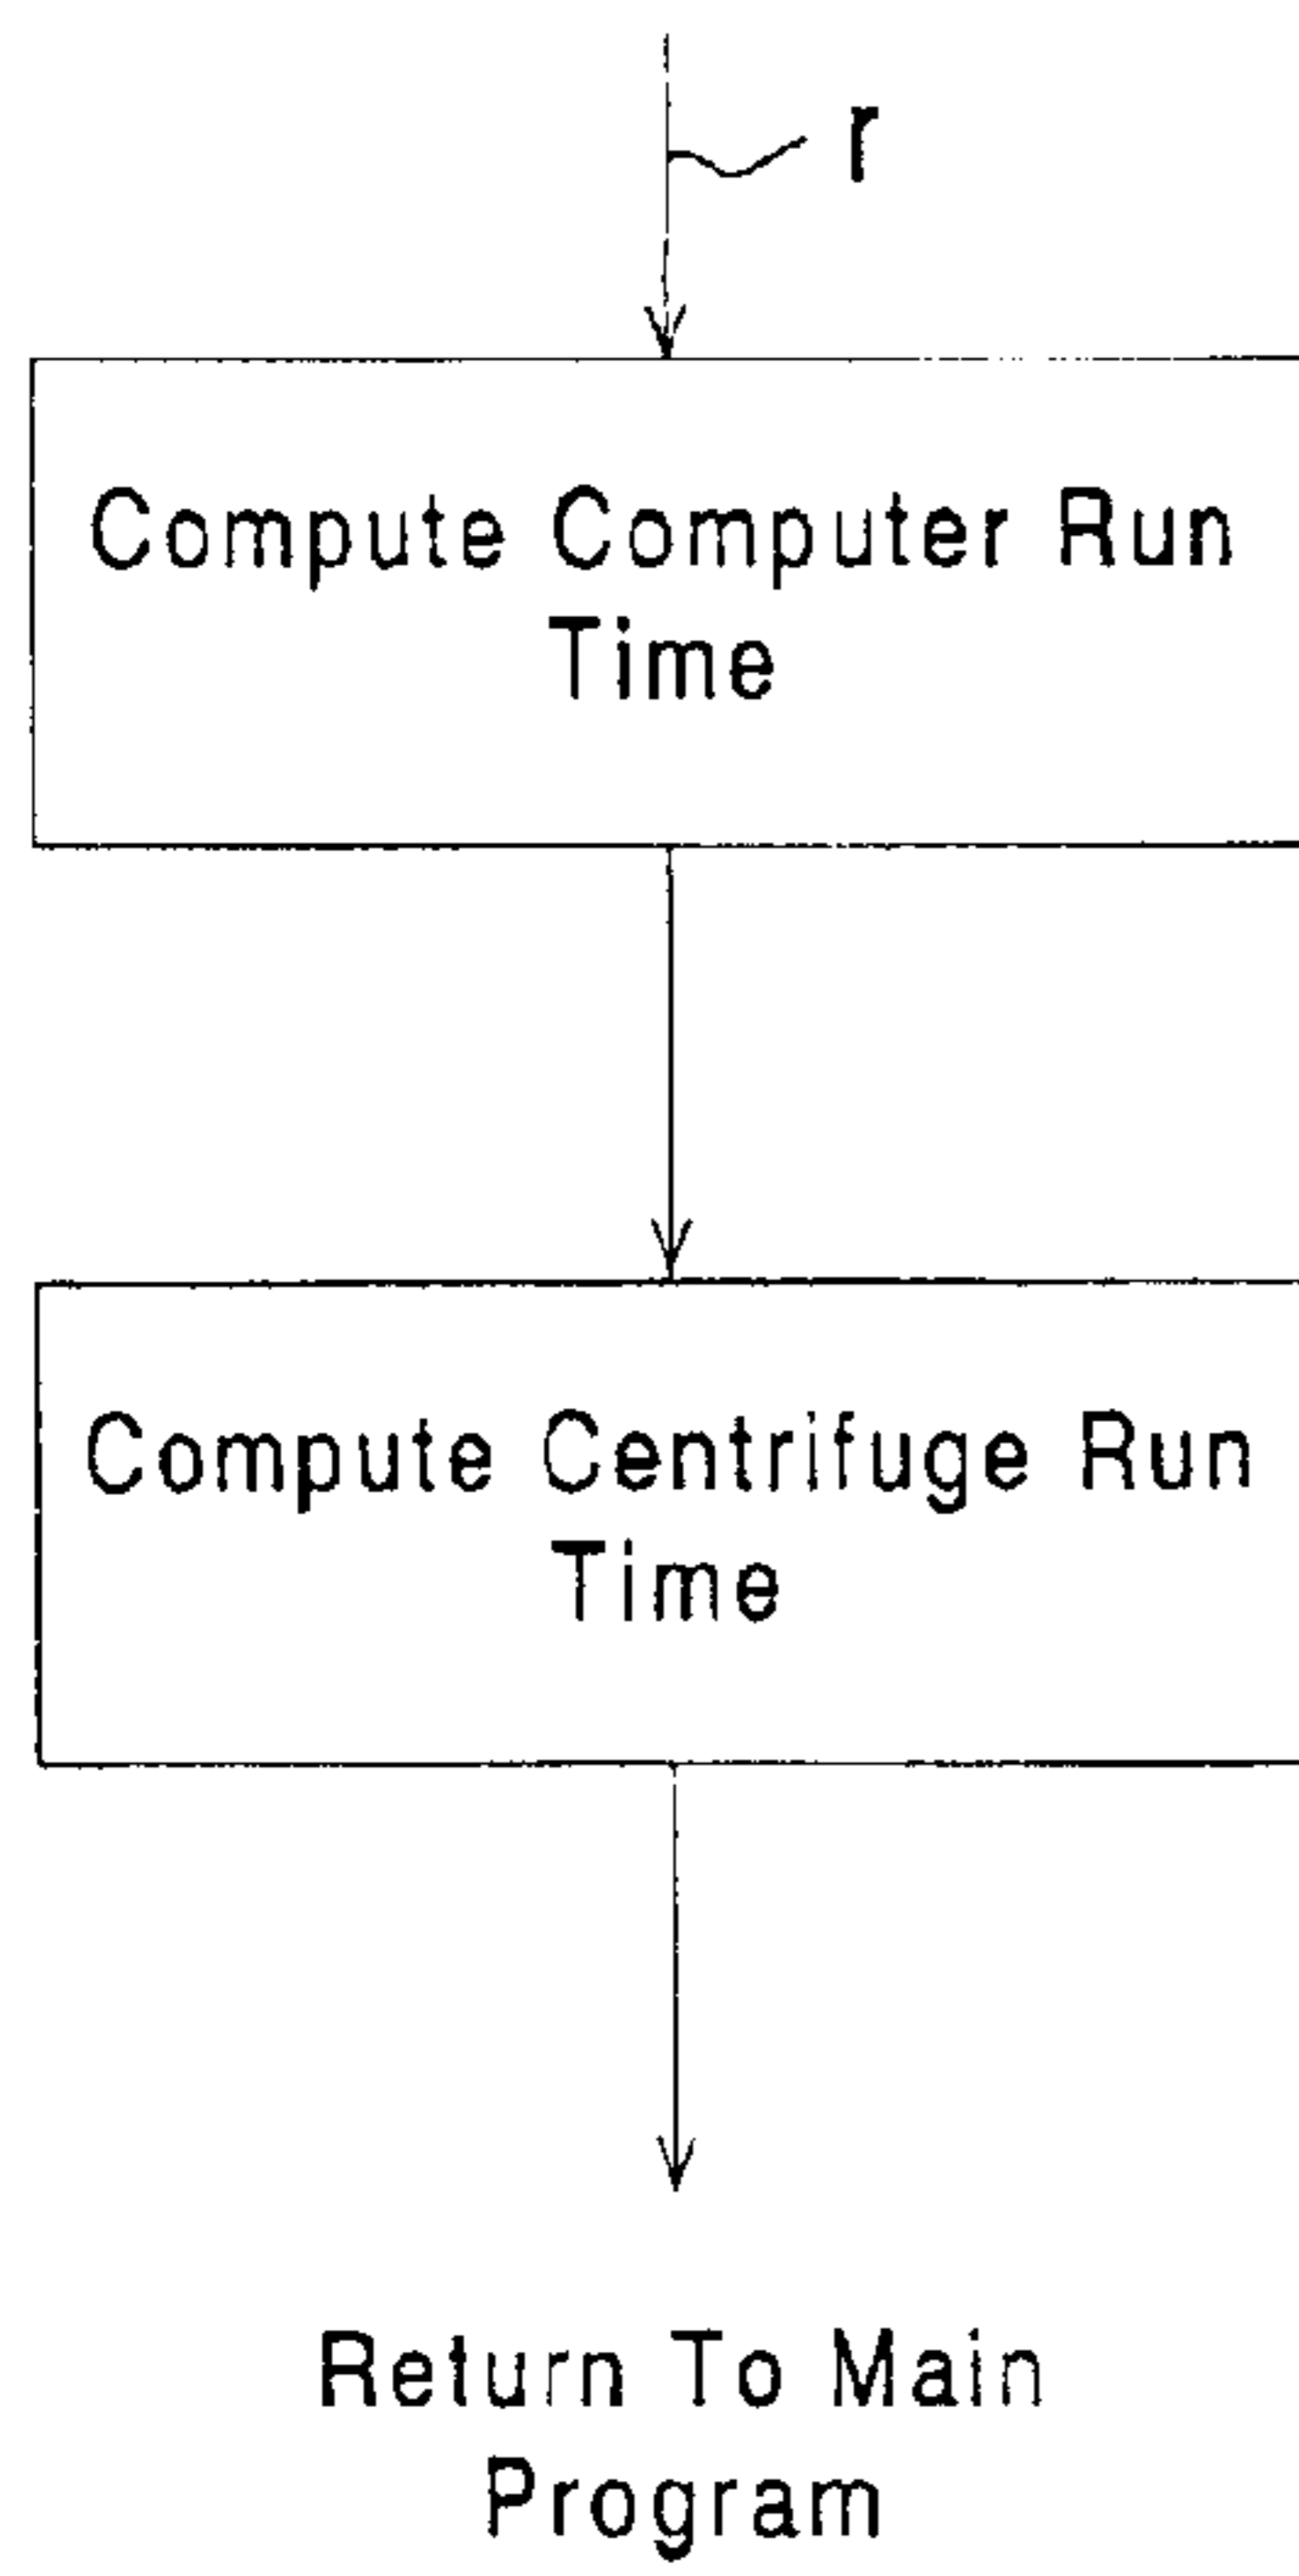 r
Compute Computer Run
Time
Compute Centrifuge Run
Time
Return To Main
Program